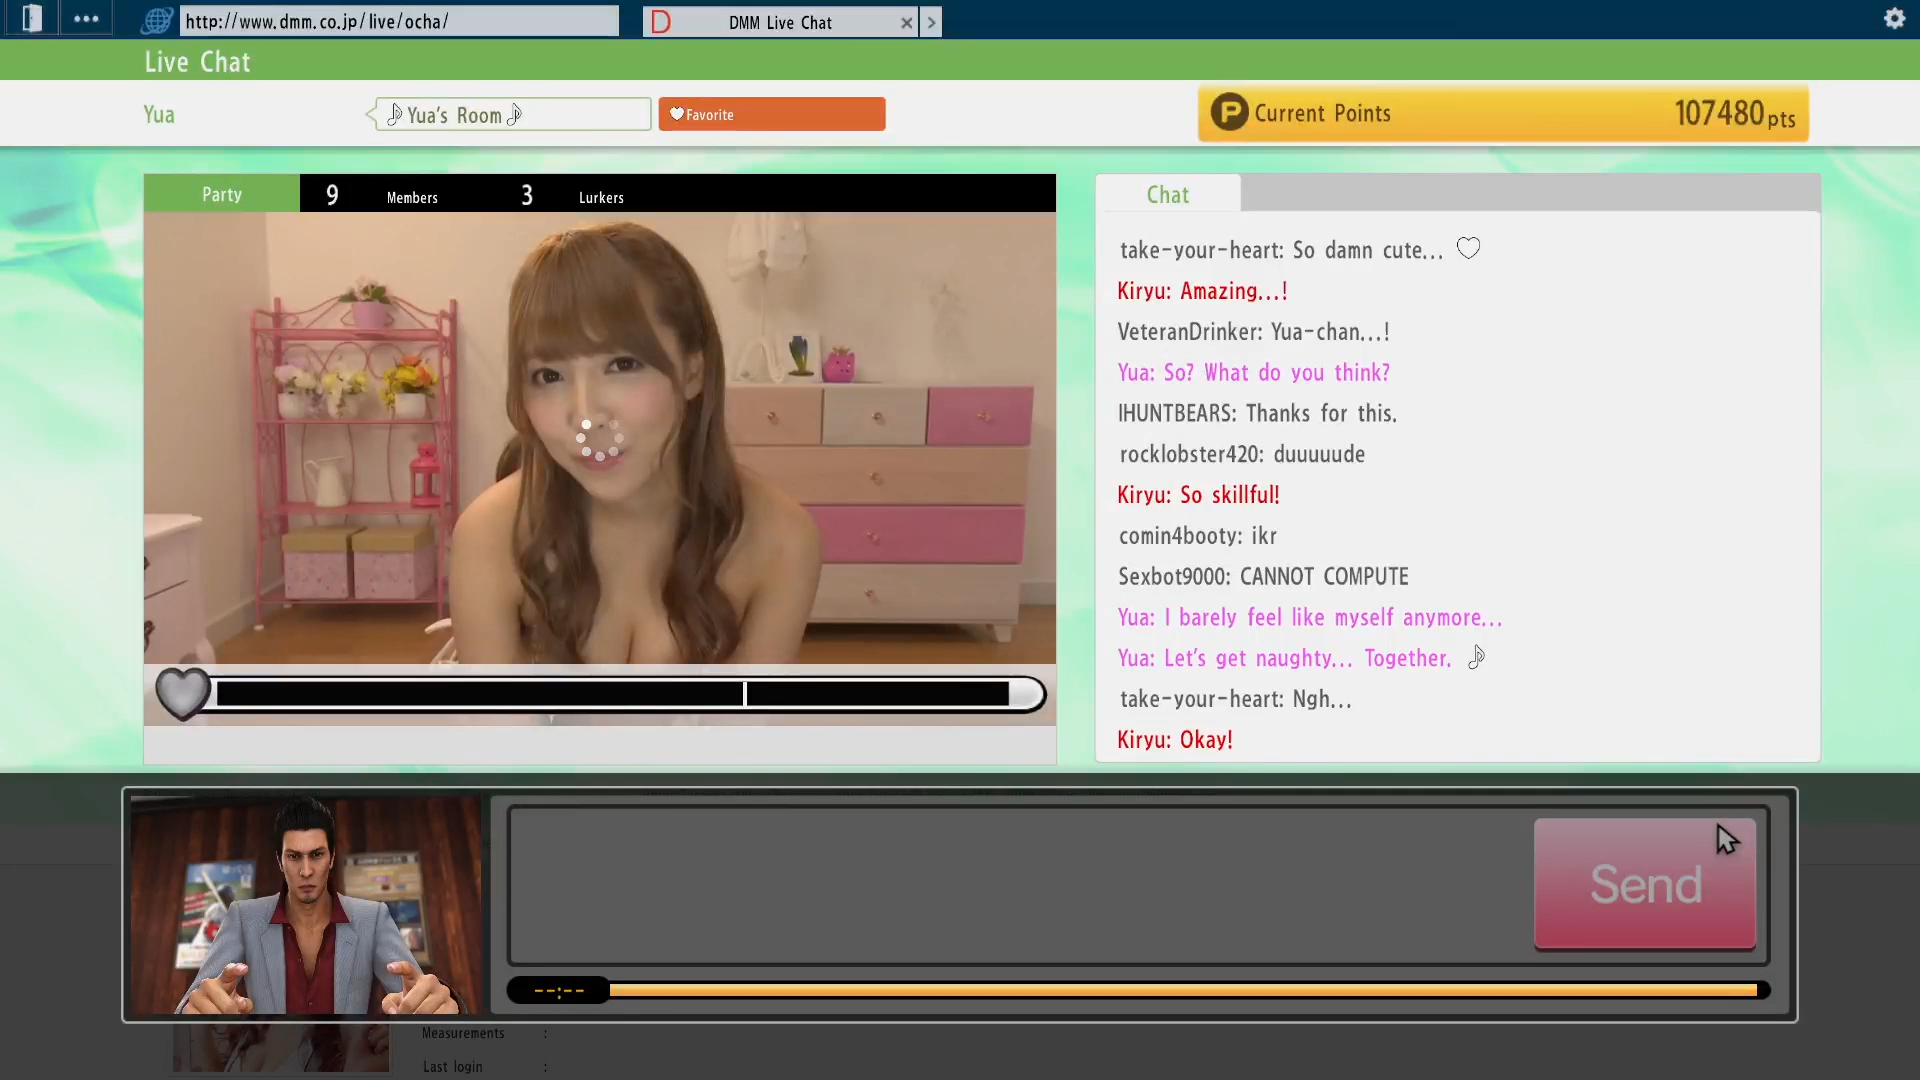 http://www.dmm.co.jp/live/ocha/
DMM Live Chat
Live Chat
Yua
Yua's Room
Favorite
P Current Points 107480pts
Party 9 Members 3 Lurkers
Chat
take-your-heart: So damn cute... ♡
Kiryu: Amazing...!
VeteranDrinker: Yua-chan...!
Yua: So? What do you think?
IHUNTBEARS: Thanks for this.
rocklobster420: duuuuude
Kiryu: So skillful!
comin4booty: ikr
Sexbot9000: CANNOT COMPUTE
Yua: I barely feel like myself anymore...
Yua: Let's get naughty... Together. ♪
take-your-heart: Ngh...
Kiryu: Okay!
Send
--:--
Measurements :
Last login :